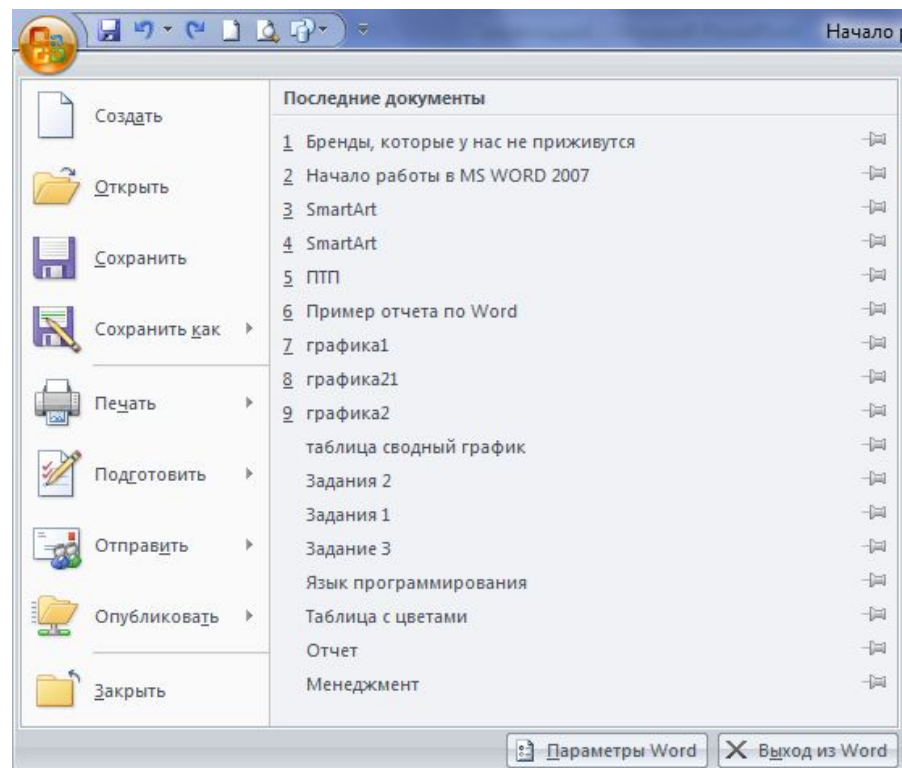 Начало
Создать
Открыть
Сохранить
Сохранить как
Печать
Подготовить
Отправить
Опубликовать
Закрыть
Последние документы
1 Бренды, которые у нас не приживутся
2 Начало работы в MS WORD 2007
3 SmartArt
4 SmartArt
5 ПТП
6 Пример отчета по Word
7 графика1
8 графика21
9 графика2
таблица сводный график
Задания 2
Задания 1
Задание 3
Язык программирования
Таблица с цветами
Отчет
Менеджмент
Параметры Word
Выход из Word